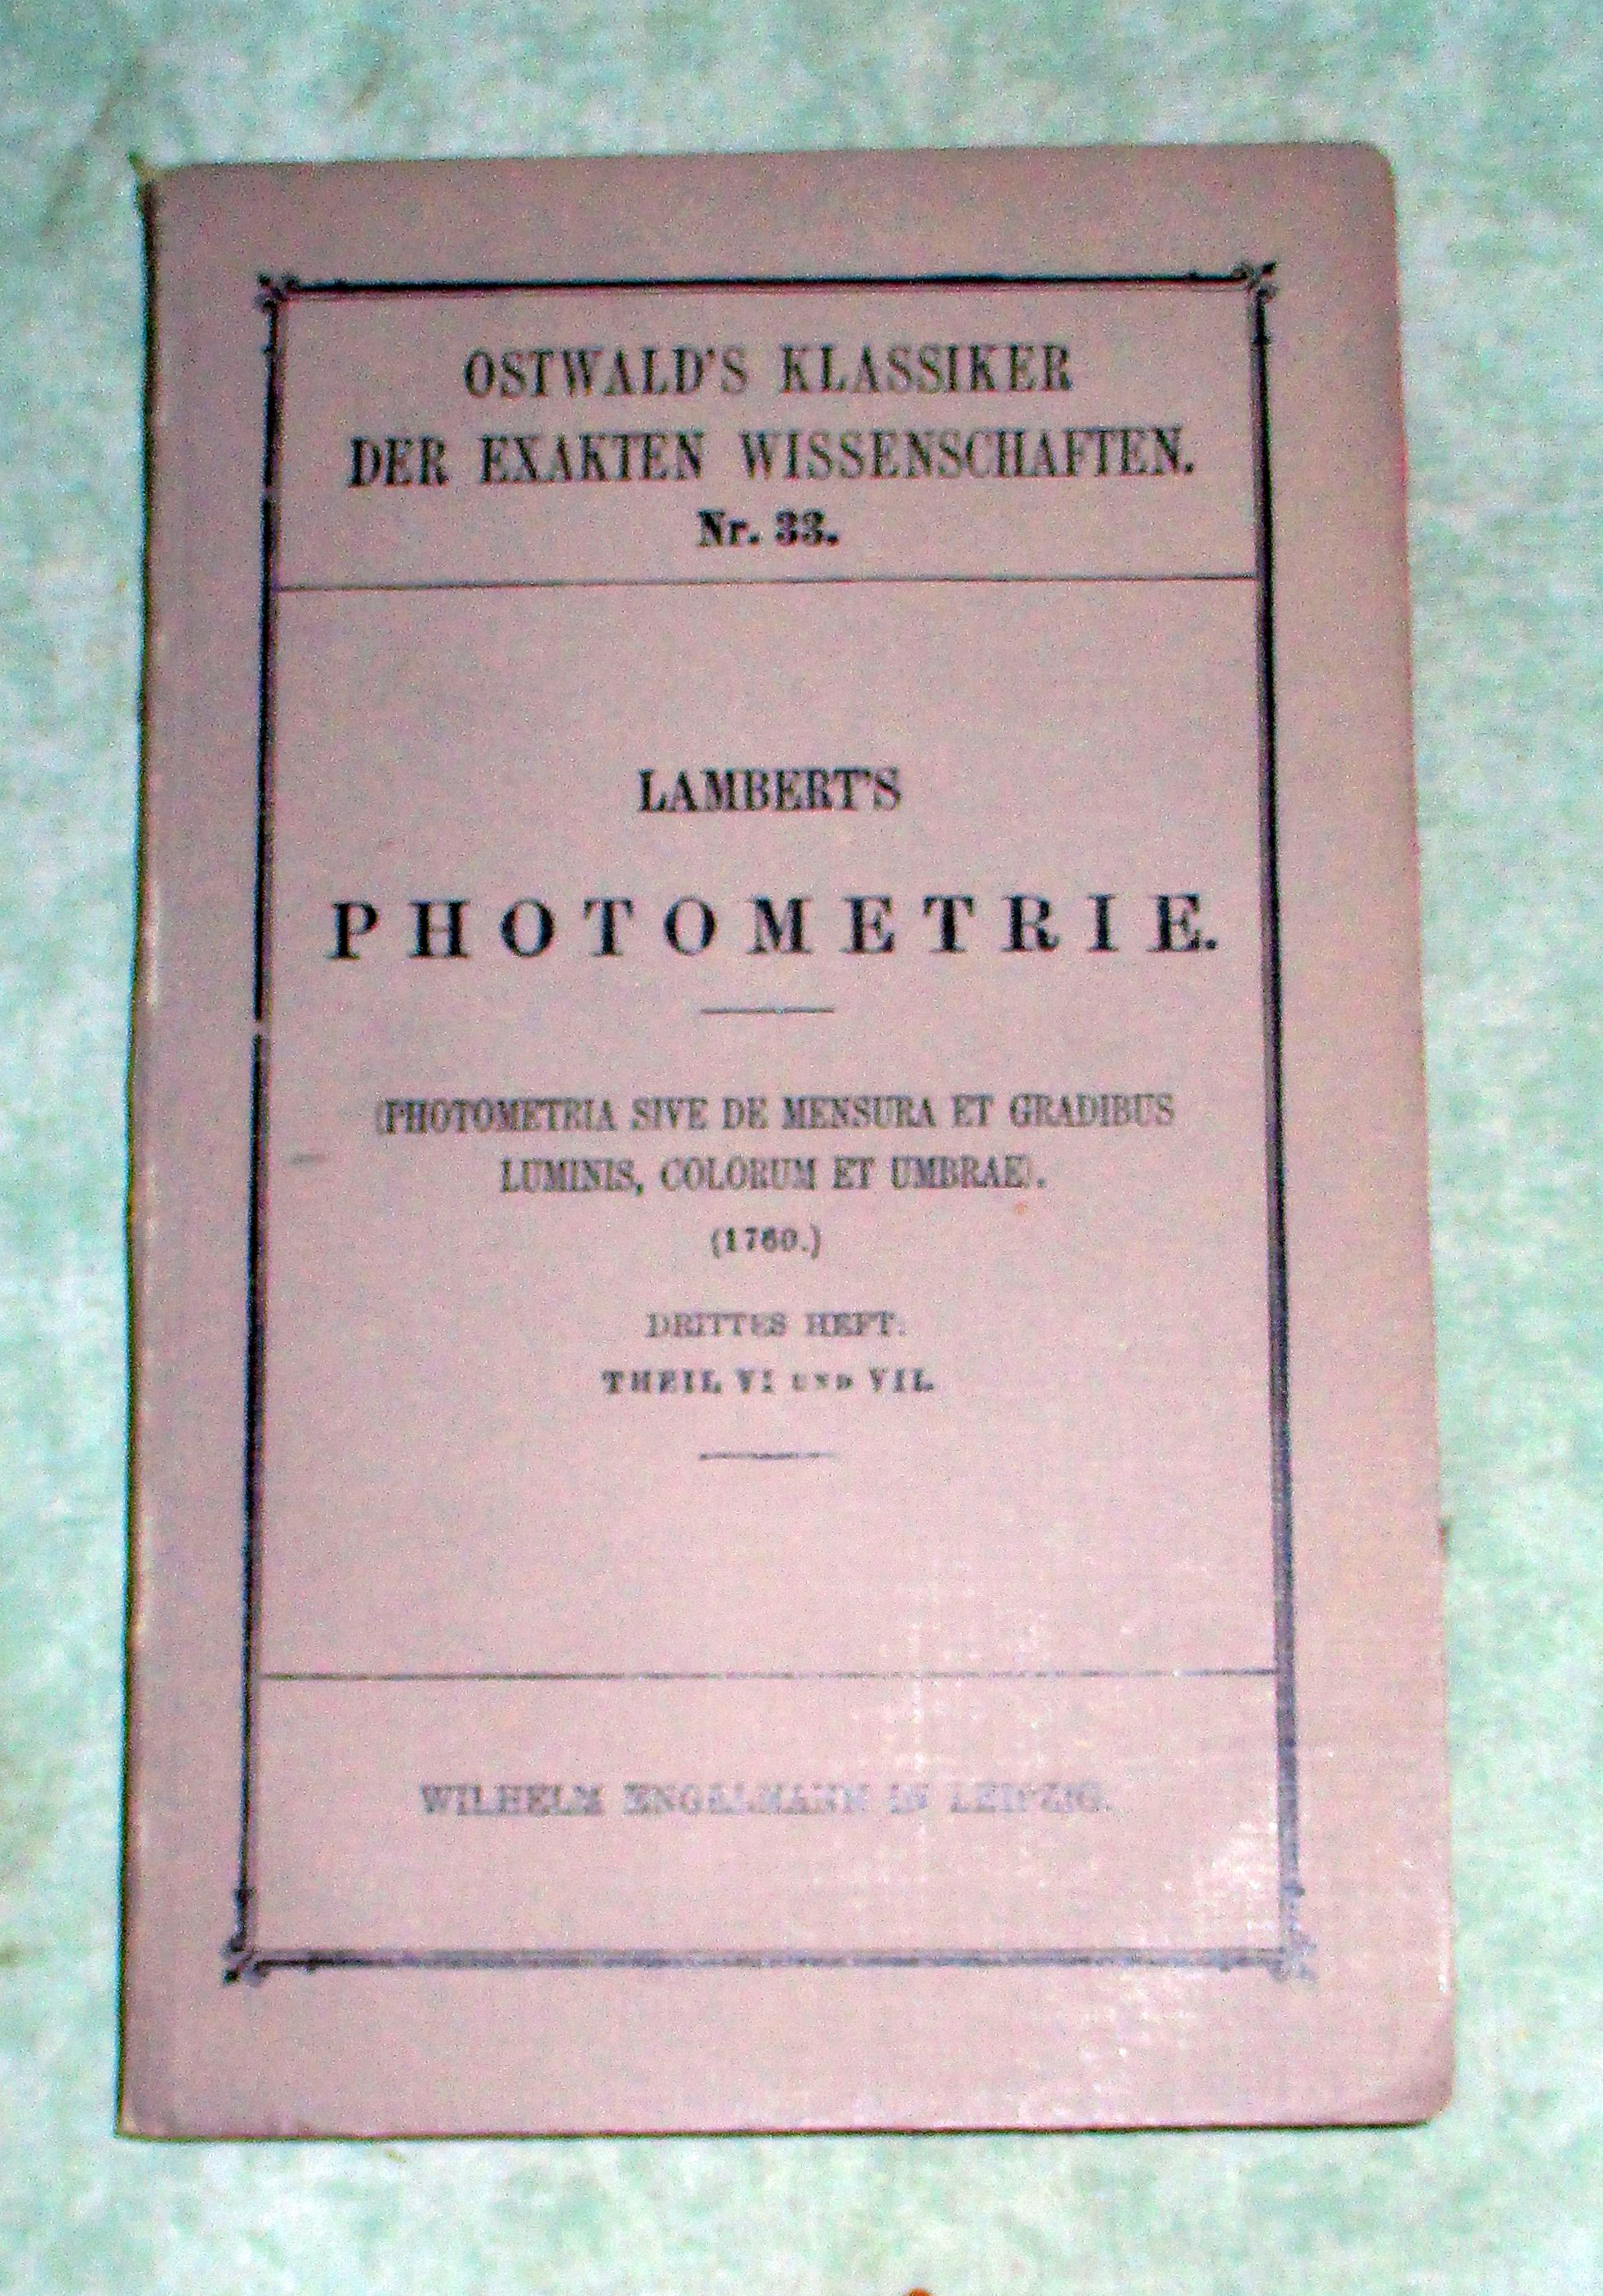 OSTWALD'S KLASSIKER
DER EXAKTEN WISSENSCHAFTEN.
Nr. 33.
LAMBERT'S
PHOTOMETRIE.
(PHOTOMETRIA SIVE DE MENSURA ET GRADIBUS
LUMINIS, COLORUM ET UMBRAE).
(1760.)
DRITTES HEFT.
THEIL VI UND VII.
WILHELM ENGELMANN IN LEIPZIG.